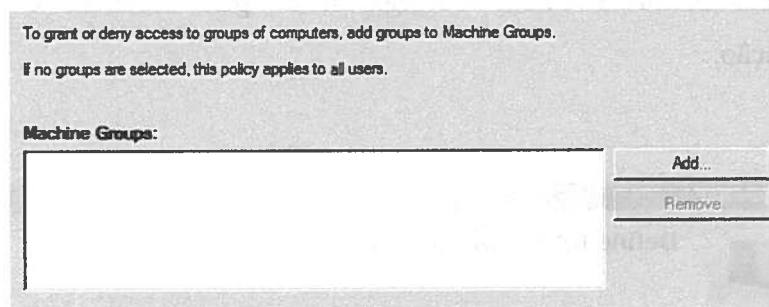 To grant or deny access to groups of computers, add groups to Machine Groups.
If no groups are selected, this policy applies to all users.
Machine Groups:
Add...
Remove